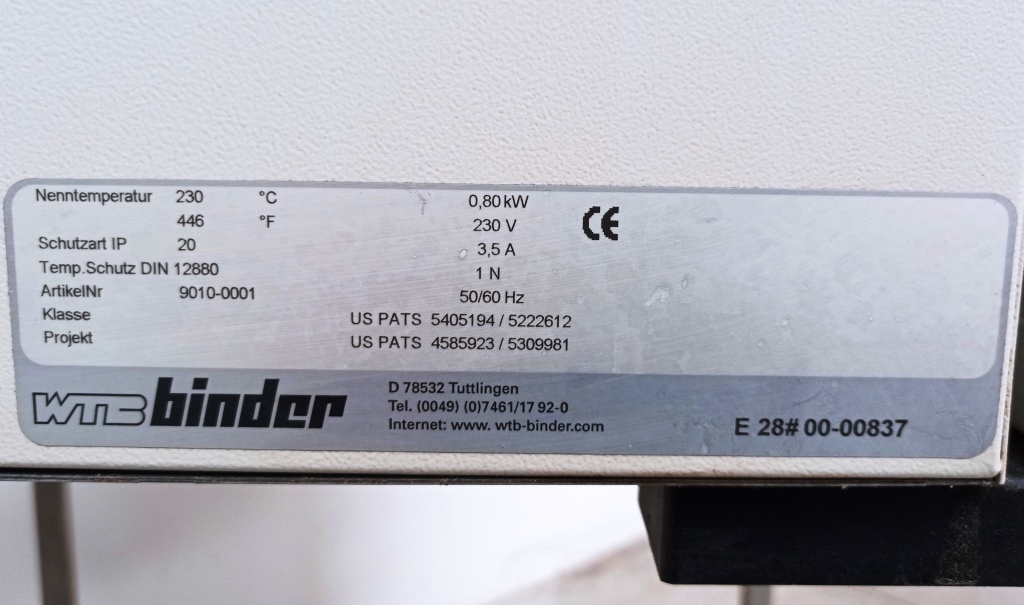 Nenntemperatur 230 °C 0,80 kW
446 °F 230 V CE
Schutzart IP 20 3,5 A
Temp.Schutz DIN 12880 1 N
ArtikelNr 9010-0001 50/60 Hz
Klasse US PATS 5405194 / 5222612
Projekt US PATS 4585923 / 5309981
WTB binder
D 78532 Tuttlingen
Tel. (0049) (0)7461/17 92-0
Internet: www. wtb-binder.com
E 28# 00-00837